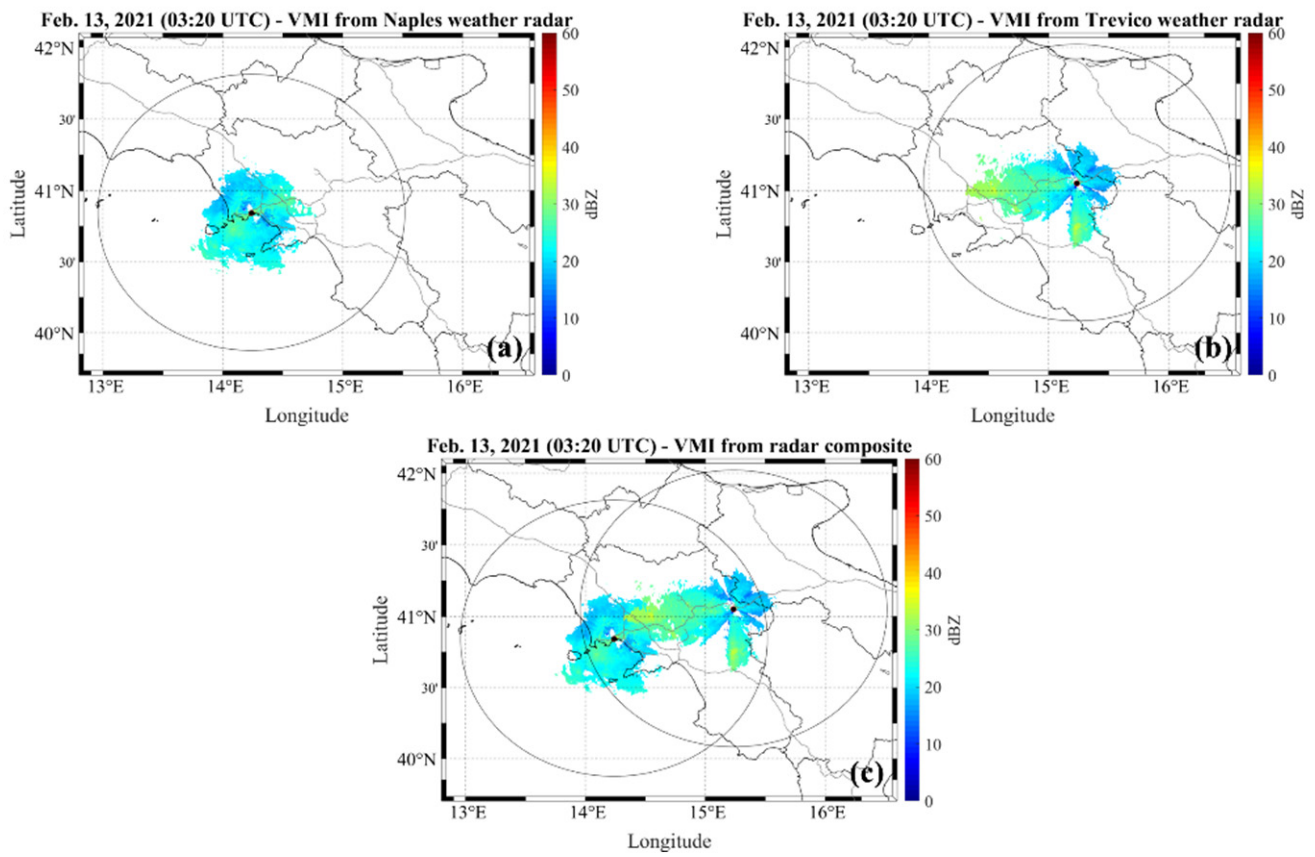 Feb. 13, 2021 (03:20 UTC) - VMI from Naples weather radar
42°N
30'
41°N
30'
40°N
Latitude
13°E 14°E 15°E 16°E
Longitude
(a)
60
50
40
30
20
10
0
dBZ
Feb. 13, 2021 (03:20 UTC) - VMI from Trevico weather radar
42°N
30'
41°N
30'
40°N
Latitude
13°E 14°E 15°E 16°E
Longitude
(b)
60
50
40
30
20
10
0
dBZ
Feb. 13, 2021 (03:20 UTC) - VMI from radar composite
42°N
30'
41°N
30'
40°N
Latitude
13°E 14°E 15°E 16°E
Longitude
(c)
60
50
40
30
20
10
0
dBZ